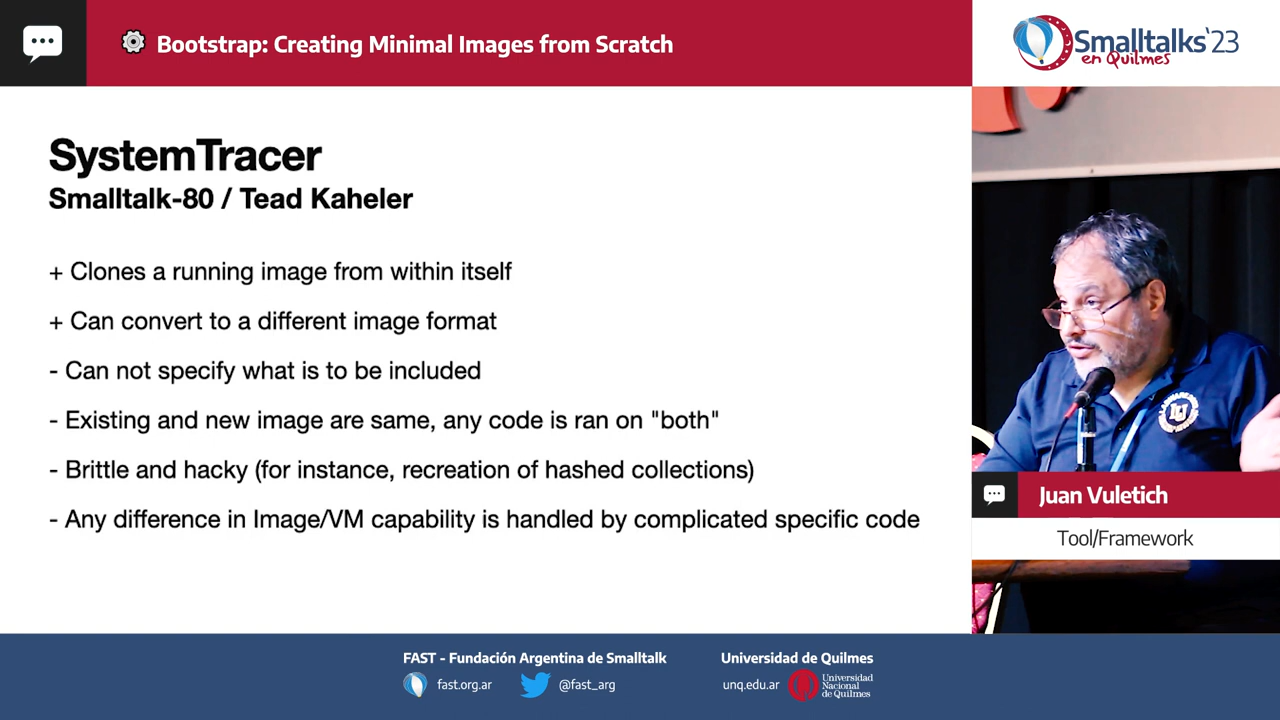 Bootstrap: Creating Minimal Images from Scratch
Smalltalks'23
en Quilmes
SystemTracer
Smalltalk-80 / Tead Kaheler
+ Clones a running image from within itself
+ Can convert to a different image format
- Can not specify what is to be included
- Existing and new image are same, any code is ran on "both"
- Brittle and hacky (for instance, recreation of hashed collections)
- Any difference in Image/VM capability is handled by complicated specific code
Juan Vuletich
Tool/Framework
FAST - Fundación Argentina de Smalltalk
fast.org.ar
@fast_arg
Universidad de Quilmes
unq.edu.ar
Universidad
Nacional
de Quilmes